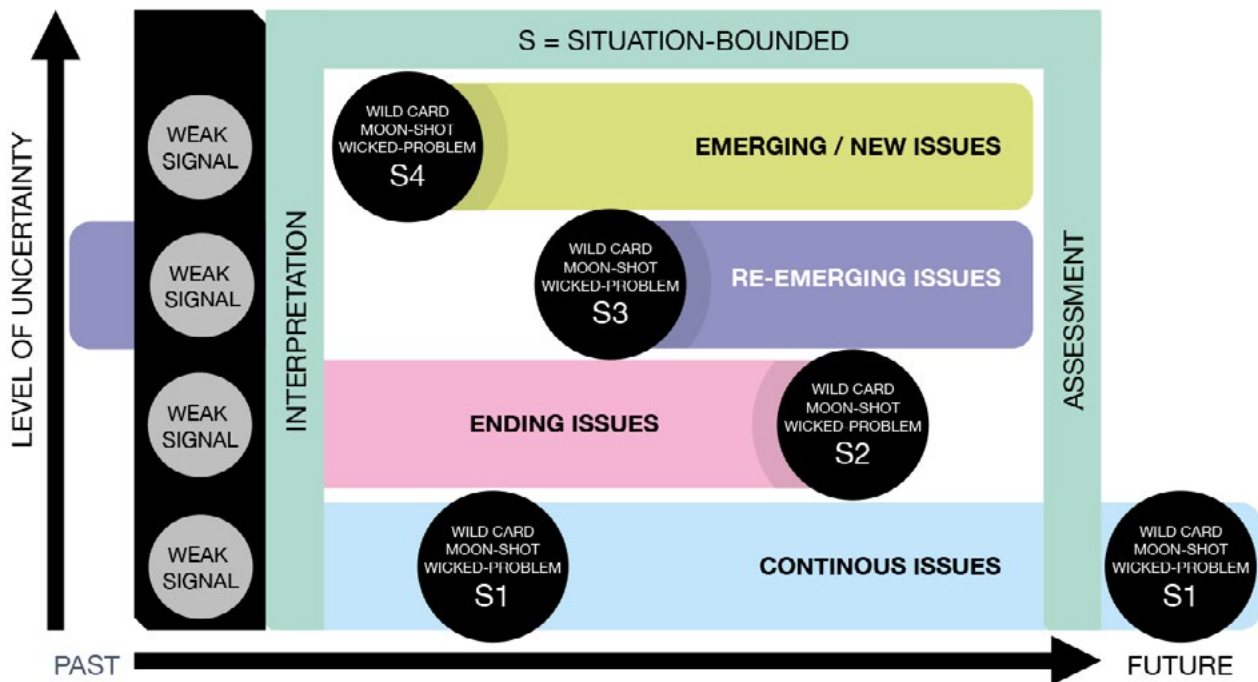 S = SITUATION-BOUNDED
LEVEL OF UNCERTAINTY
WEAK
SIGNAL
INTERPRETATION
WILD CARD
MOON-SHOT
WICKED-PROBLEM
S4
EMERGING / NEW ISSUES
ASSESSMENT
WEAK
SIGNAL
WILD CARD
MOON-SHOT
WICKED-PROBLEM
S3
RE-EMERGING ISSUES
WEAK
SIGNAL
ENDING ISSUES
WILD CARD
MOON-SHOT
WICKED-PROBLEM
S2
WEAK
SIGNAL
WILD CARD
MOON-SHOT
WICKED-PROBLEM
S1
CONTINOUS ISSUES
WILD CARD
MOON-SHOT
WICKED-PROBLEM
S1
PAST
FUTURE